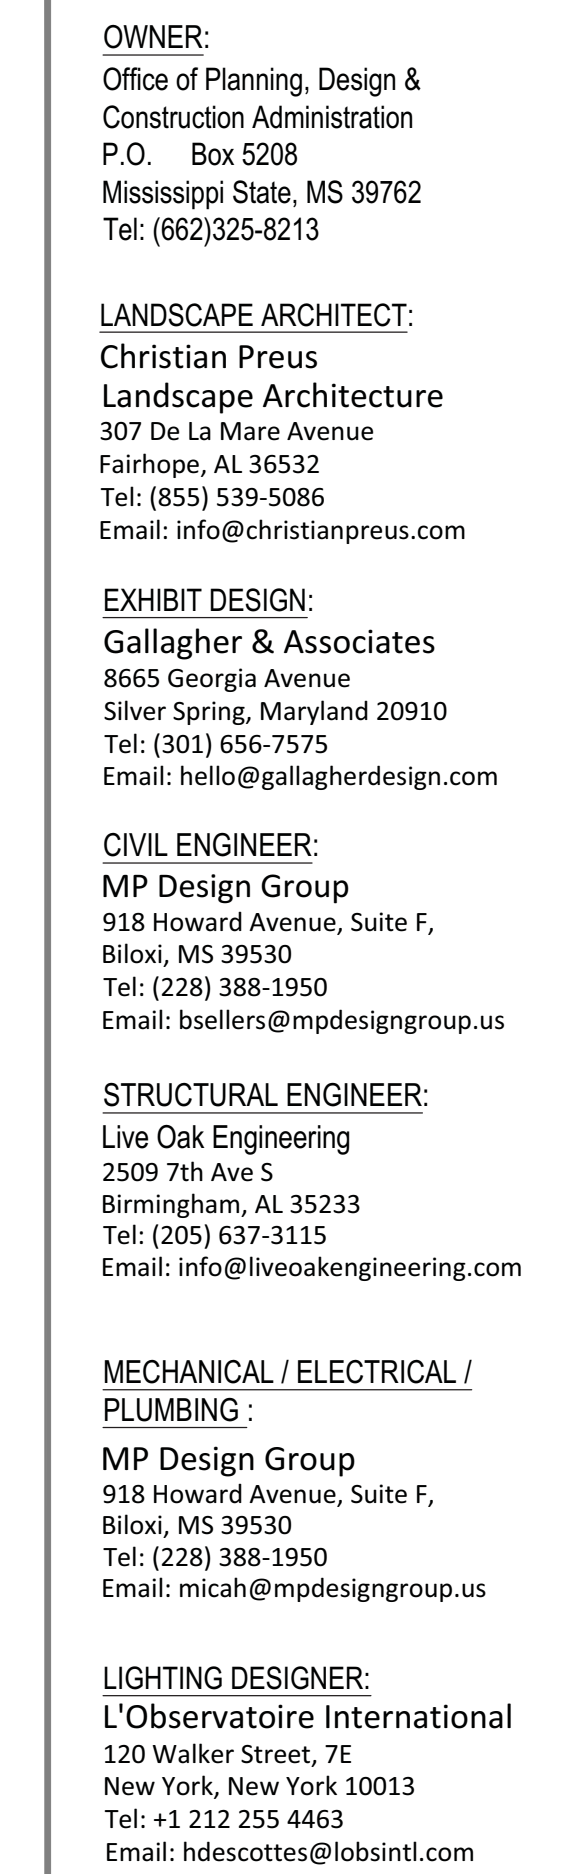 OWNER:
Office of Planning, Design &
Construction Administration
P.O. Box 5208
Mississippi State, MS 39762
Tel: (662)325-8213
LANDSCAPE ARCHITECT:
Christian Preus
Landscape Architecture
307 De La Mare Avenue
Fairhope, AL 36532
Tel: (855) 539-5086
Email: info@christianpreus.com
EXHIBIT DESIGN:
Gallagher & Associates
8665 Georgia Avenue
Silver Spring, Maryland 20910
Tel: (301) 656-7575
Email: hello@gallagherdesign.com
CIVIL ENGINEER:
MP Design Group
918 Howard Avenue, Suite F,
Biloxi, MS 39530
Tel: (228) 388-1950
Email: bsellers@mpdesigngroup.us
STRUCTURAL ENGINEER:
Live Oak Engineering
2509 7th Ave S
Birmingham, AL 35233
Tel: (205) 637-3115
Email: info@liveoakengineering.com
MECHANICAL / ELECTRICAL /
PLUMBING :
MP Design Group
918 Howard Avenue, Suite F,
Biloxi, MS 39530
Tel: (228) 388-1950
Email: micah@mpdesigngroup.us
LIGHTING DESIGNER:
L'Observatoire International
120 Walker Street, 7E
New York, New York 10013
Tel: +1 212 255 4463
Email: hdescottes@lobsintl.com